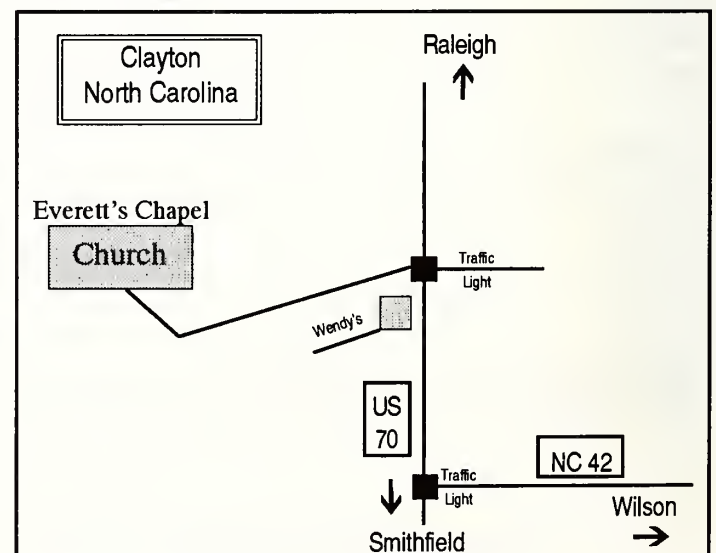 Clayton
North Carolina
Raleigh
Everett's Chapel
Church
Traffic
Light
Wendy's
US
70
NC 42
Traffic
Light
Wilson
Smithfield